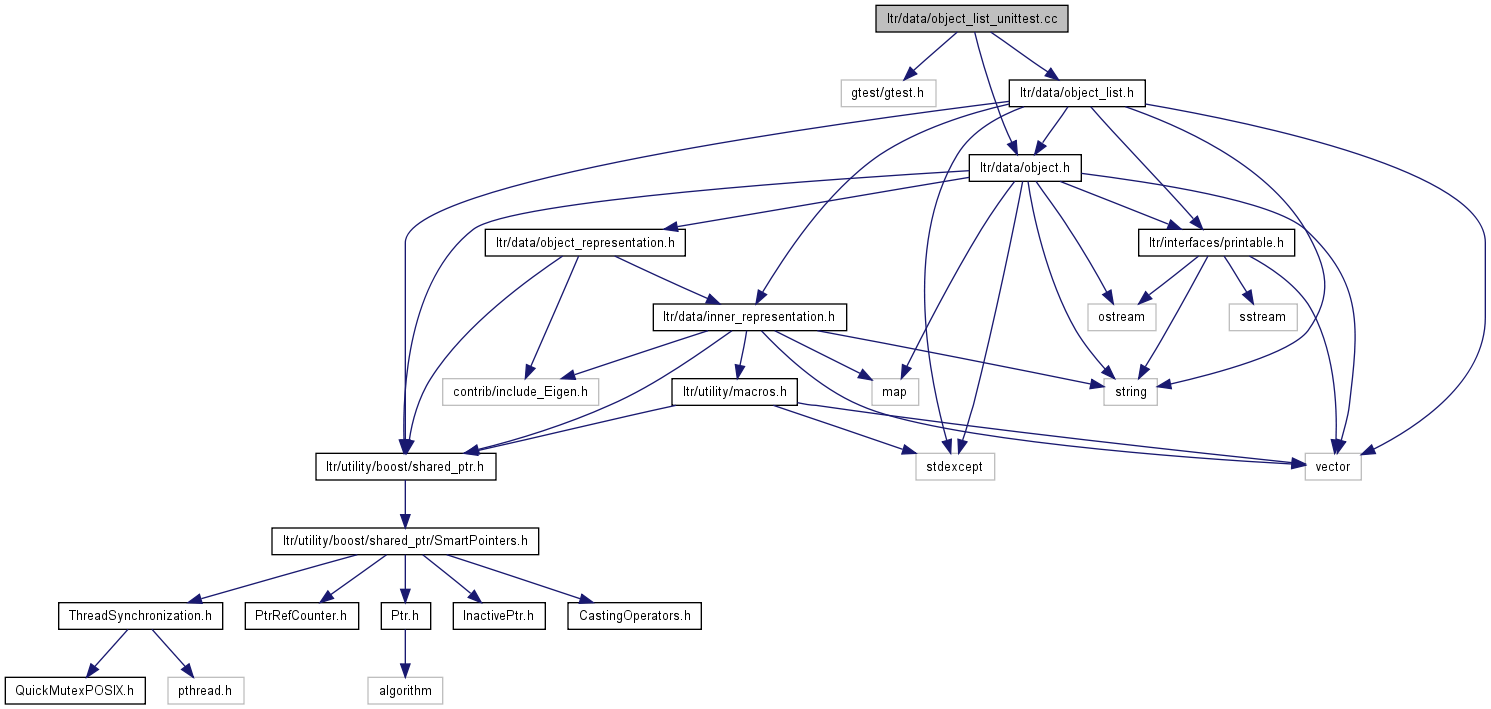 ltr/data/object_list_unittest.cc
gtest/gtest.h
ltr/data/object_list.h
ltr/data/object.h
ltr/data/object_representation.h
ltr/interfaces/printable.h
ltr/data/inner_representation.h
ostream
sstream
contrib/include_Eigen.h
ltr/utility/macros.h
map
string
ltr/utility/boost/shared_ptr.h
stdexcept
vector
ltr/utility/boost/shared_ptr/SmartPointers.h
ThreadSynchronization.h
PtrRefCounter.h
Ptr.h
InactivePtr.h
CastingOperators.h
QuickMutexPOSIX.h
pthread.h
algorithm